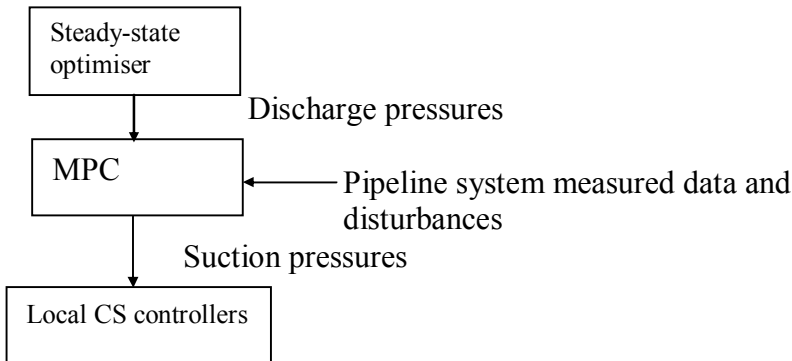 Steady-state
optimiser
Discharge pressures
MPC
Pipeline system measured data and
disturbances
Suction pressures
Local CS controllers